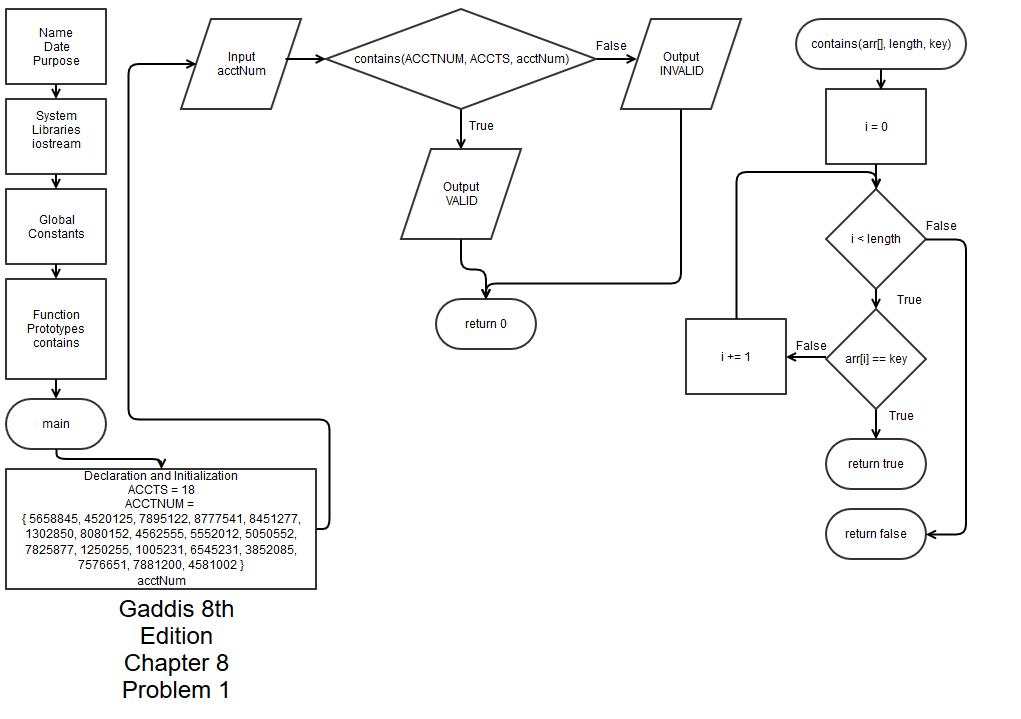 Name
Date
Purpose
System
Libraries
iostream
Global
Constants
Function
Prototypes
contains
main
Declaration and Initialization
ACCTS = 18
ACCTNUM =
{ 5658845, 4520125, 7895122, 8777541, 8451277,
1302850, 8080152, 4562555, 5552012, 5050552,
7825877, 1250255, 1005231, 6545231, 3852085,
7576651, 7881200, 4581002 }
acctNum
Input
acctNum
contains(ACCTNUM, ACCTS, acctNum)
False
Output
INVALID
True
Output
VALID
return 0
contains(arr[], length, key)
i = 0
i < length
False
True
arr[i] == key
False
i += 1
True
return true
return false
Gaddis 8th
Edition
Chapter 8
Problem 1